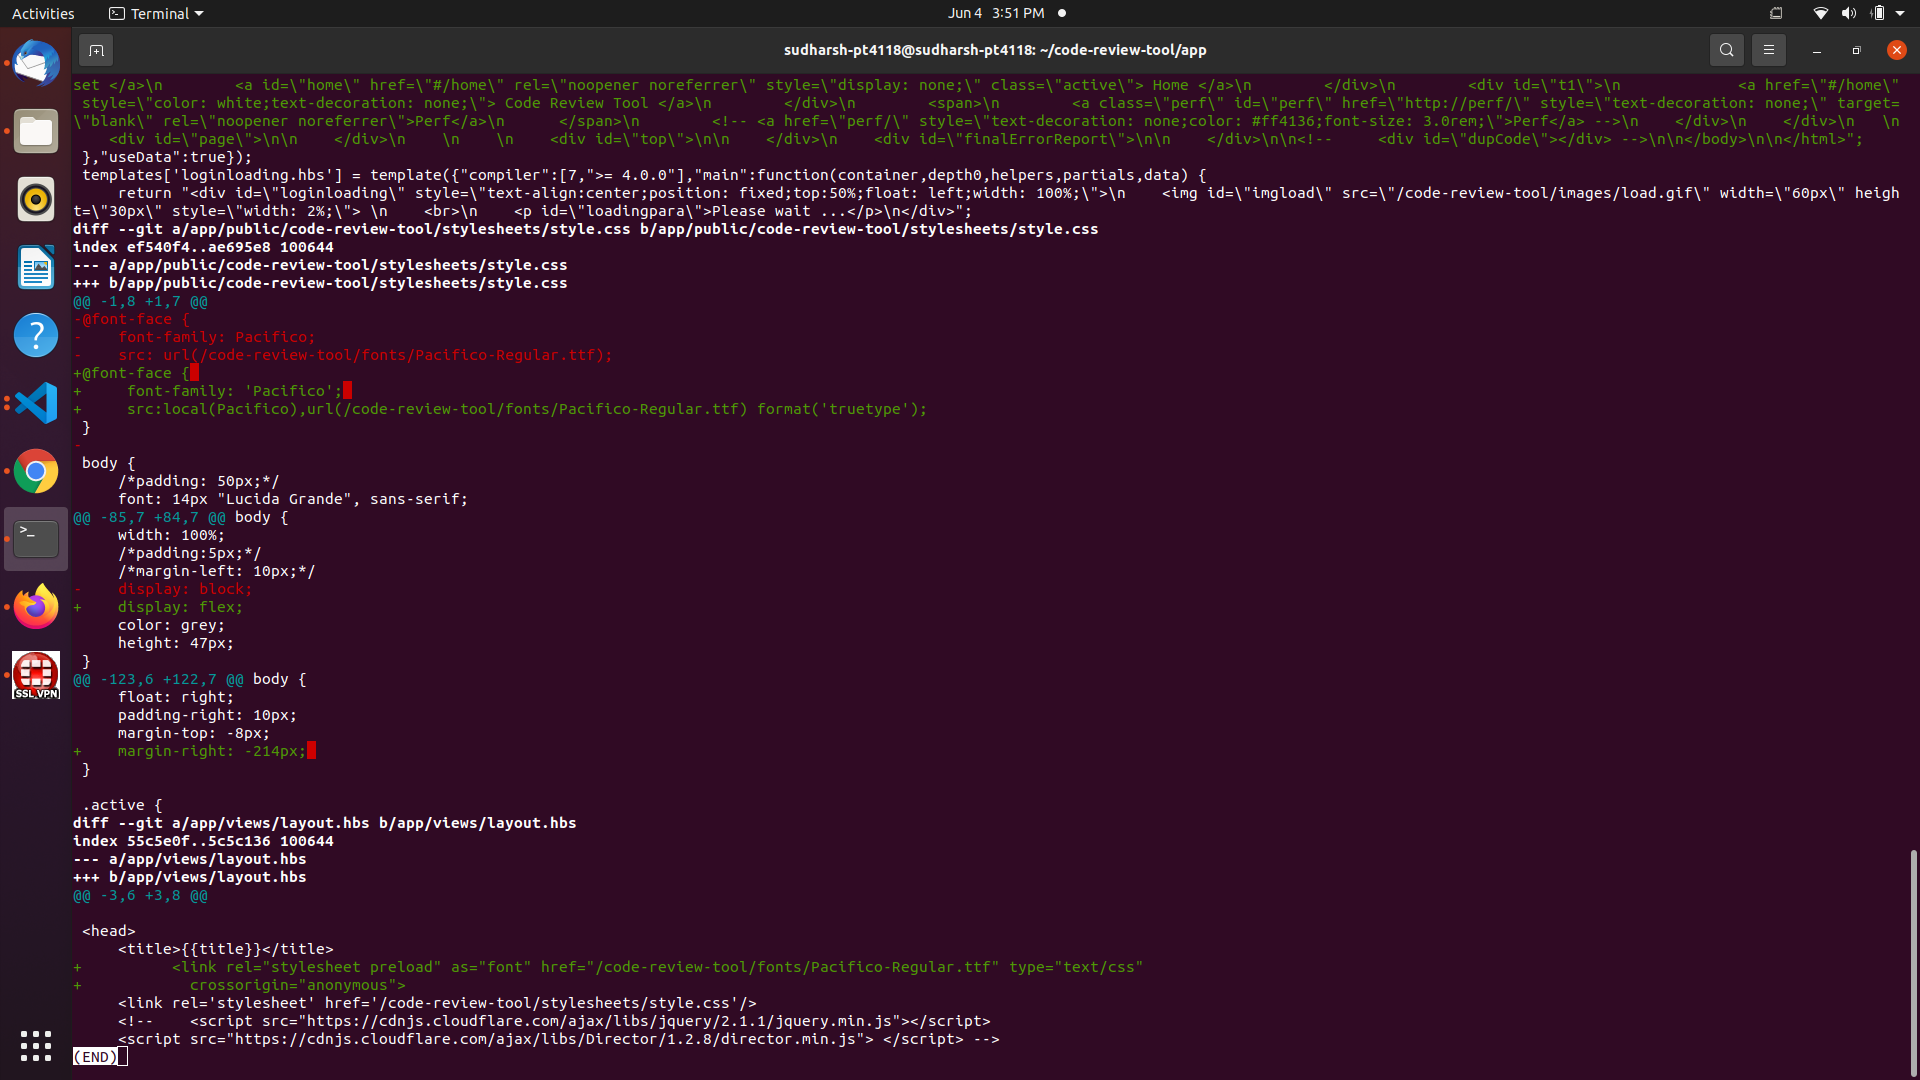 Activities
Terminal
Jun 4 3:51 PM
sudharsh-pt4118@sudharsh-pt4118: ~/code-review-tool/app
set </a>\n        <a id=\"home\" href=\"#/home\" rel=\"noopener noreferrer\" style=\"display: none;\" class=\"active\"> Home </a>\n        </div>\n        <div id=\"t1\">\n            <a href=\"#/home\"
 style=\"color: white;text-decoration: none;\"> Code Review Tool </a>\n        </div>\n        <span>\n            <a class=\"perf\" id=\"perf\" href=\"http://perf/\" style=\"text-decoration: none;\" target=
\"blank\" rel=\"noopener noreferrer\">Perf</a>\n      </span>\n        <!-- <a href=\"perf/\" style=\"text-decoration: none;color: #ff4136;font-size: 3.0rem;\">Perf</a> -->\n    </div>\n    </div>\n   \n
    <div id=\"page\">\n\n    </div>\n    \n    \n    <div id=\"top\">\n\n    </div>\n    <div id=\"finalErrorReport\">\n\n    </div>\n\n<!--     <div id=\"dupCode\"></div> -->\n\n</body>\n\n</html>";
 },"useData":true});
 templates['loginloading.hbs'] = template({"compiler":[7,">= 4.0.0"],"main":function(container,depth0,helpers,partials,data) {
     return "<div id=\"loginloading\" style=\"text-align:center;position: fixed;top:50%;float: left;width: 100%;\">\n    <img id=\"imgload\" src=\"/code-review-tool/images/load.gif\" width=\"60px\" heigh
t=\"30px\" style=\"width: 2%;\"> \n    <br>\n    <p id=\"loadingpara\">Please wait ...</p>\n</div>";
diff --git a/app/public/code-review-tool/stylesheets/style.css b/app/public/code-review-tool/stylesheets/style.css
index ef540f4..ae695e8 100644
--- a/app/public/code-review-tool/stylesheets/style.css
+++ b/app/public/code-review-tool/stylesheets/style.css
@@ -1,8 +1,7 @@
-@font-face {
-    font-family: Pacifico;
-    src: url(/code-review-tool/fonts/Pacifico-Regular.ttf);
+@font-face {
+     font-family: 'Pacifico';
+     src:local(Pacifico),url(/code-review-tool/fonts/Pacifico-Regular.ttf) format('truetype');
 }
-
 body {
     /*padding: 50px;*/
     font: 14px "Lucida Grande", sans-serif;
@@ -85,7 +84,7 @@ body {
     width: 100%;
     /*padding:5px;*/
     /*margin-left: 10px;*/
-    display: block;
+    display: flex;
     color: grey;
     height: 47px;
 }
@@ -123,6 +122,7 @@ body {
     float: right;
     padding-right: 10px;
     margin-top: -8px;
+    margin-right: -214px;
 }
 .active {
diff --git a/app/views/layout.hbs b/app/views/layout.hbs
index 55c5e0f..5c5c136 100644
--- a/app/views/layout.hbs
+++ b/app/views/layout.hbs
@@ -3,6 +3,8 @@
 <head>
     <title>{{title}}</title>
+          <link rel="stylesheet preload" as="font" href="/code-review-tool/fonts/Pacifico-Regular.ttf" type="text/css"
+            crossorigin="anonymous">
     <link rel='stylesheet' href='/code-review-tool/stylesheets/style.css'/>
     <!--    <script src="https://cdnjs.cloudflare.com/ajax/libs/jquery/2.1.1/jquery.min.js"></script>
     <script src="https://cdnjs.cloudflare.com/ajax/libs/Director/1.2.8/director.min.js"> </script> -->
(END)
SSL VPN